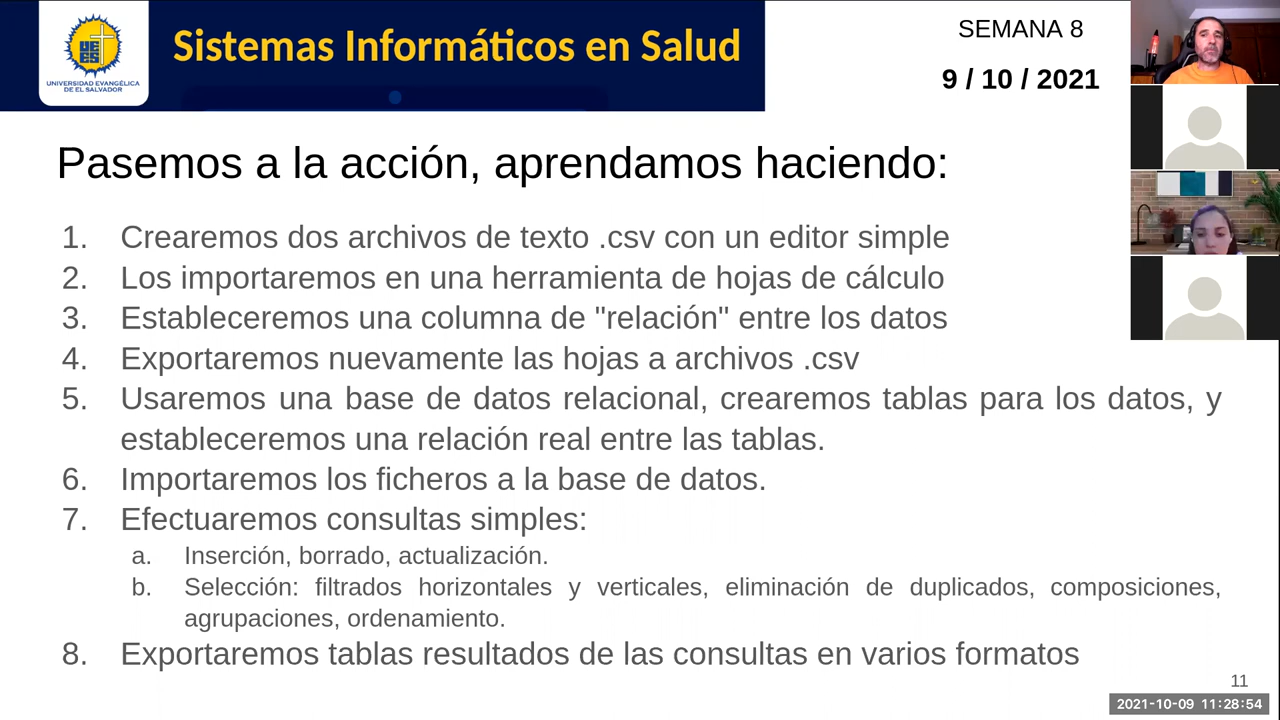 UNIVERSIDAD EVANGÉLICA
DE EL SALVADOR
Sistemas Informáticos en Salud
SEMANA 8
9 / 10 / 2021
Pasemos a la acción, aprendamos haciendo:
1. Crearemos dos archivos de texto .csv con un editor simple
2. Los importaremos en una herramienta de hojas de cálculo
3. Estableceremos una columna de "relación" entre los datos
4. Exportaremos nuevamente las hojas a archivos .csv
5. Usaremos una base de datos relacional, crearemos tablas para los datos, y
estableceremos una relación real entre las tablas.
6. Importaremos los ficheros a la base de datos.
7. Efectuaremos consultas simples:
a. Inserción, borrado, actualización.
b. Selección: filtrados horizontales y verticales, eliminación de duplicados, composiciones,
agrupaciones, ordenamiento.
8. Exportaremos tablas resultados de las consultas en varios formatos
11
2021-10-09 11:28:54